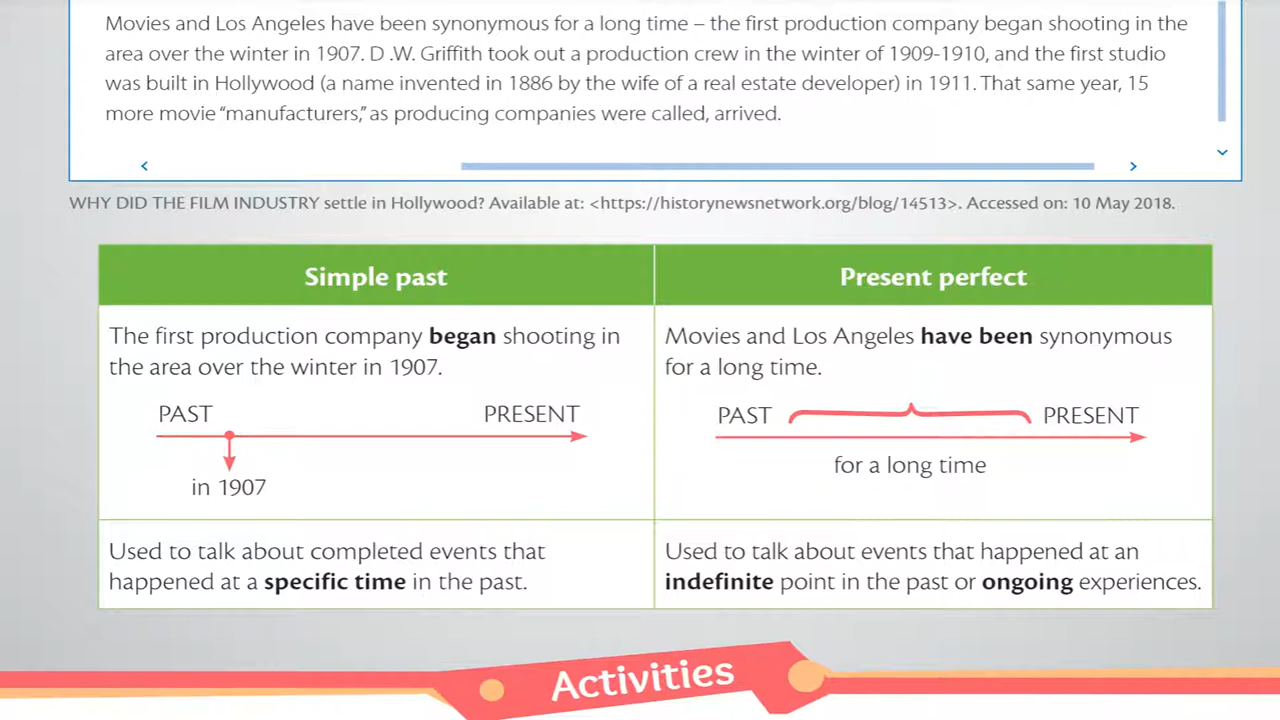 Movies and Los Angeles have been synonymous for a long time – the first production company began shooting in the
area over the winter in 1907. D .W. Griffith took out a production crew in the winter of 1909-1910, and the first studio
was built in Hollywood (a name invented in 1886 by the wife of a real estate developer) in 1911. That same year, 15
more movie “manufacturers,” as producing companies were called, arrived.
WHY DID THE FILM INDUSTRY settle in Hollywood? Available at: <https://historynewsnetwork.org/blog/14513>. Accessed on: 10 May 2018.
Simple past
The first production company began shooting in
the area over the winter in 1907.
PAST PRESENT
in 1907
Used to talk about completed events that
happened at a specific time in the past.
Present perfect
Movies and Los Angeles have been synonymous
for a long time.
PAST PRESENT
for a long time
Used to talk about events that happened at an
indefinite point in the past or ongoing experiences.
Activities